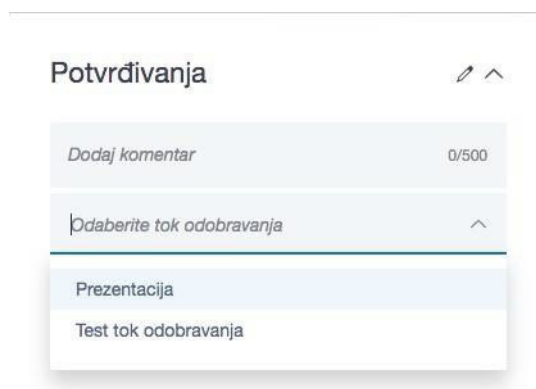 Potvrđivanja
Dodaj komentar 0/500
Odaberite tok odobravanja
Prezentacija
Test tok odobravanja